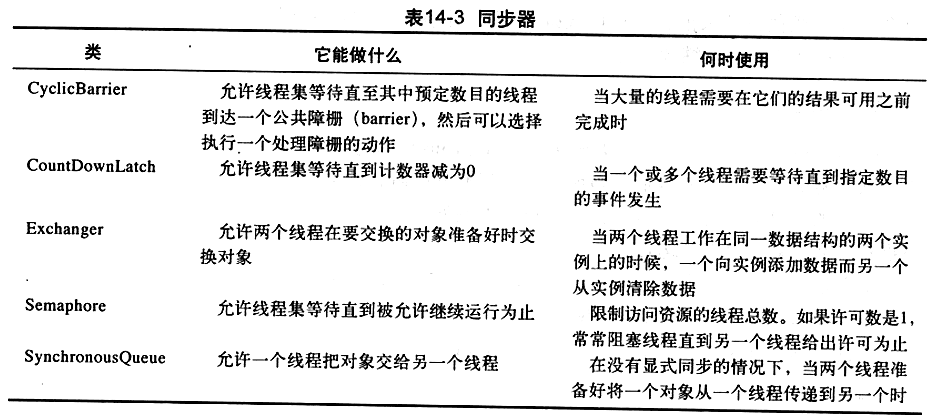 表14-3 同步器
类 它能做什么 何时使用
CyclicBarrier 允许线程集等待直至其中预定数目的线程
到达一个公共障栅（barrier），然后可以选择
执行一个处理障栅的动作
当大量的线程需要在它们的结果可用之前
完成时
CountDownLatch 允许线程集等待直到计数器减为0
当一个或多个线程需要等待直到指定数目
的事件发生
Exchanger 允许两个线程在要交换的对象准备好时交
换对象
当两个线程工作在同一数据结构的两个实
例上的时候，一个向实例添加数据而另一个
从实例清除数据
Semaphore 允许线程集等待直到被允许继续运行为止
限制访问资源的线程总数。如果许可数是1，
常常阻塞线程直到另一个线程给出许可为止
SynchronousQueue 允许一个线程把对象交给另一个线程
在没有显式同步的情况下，当两个线程准
备好将一个对象从一个线程传递到另一个时